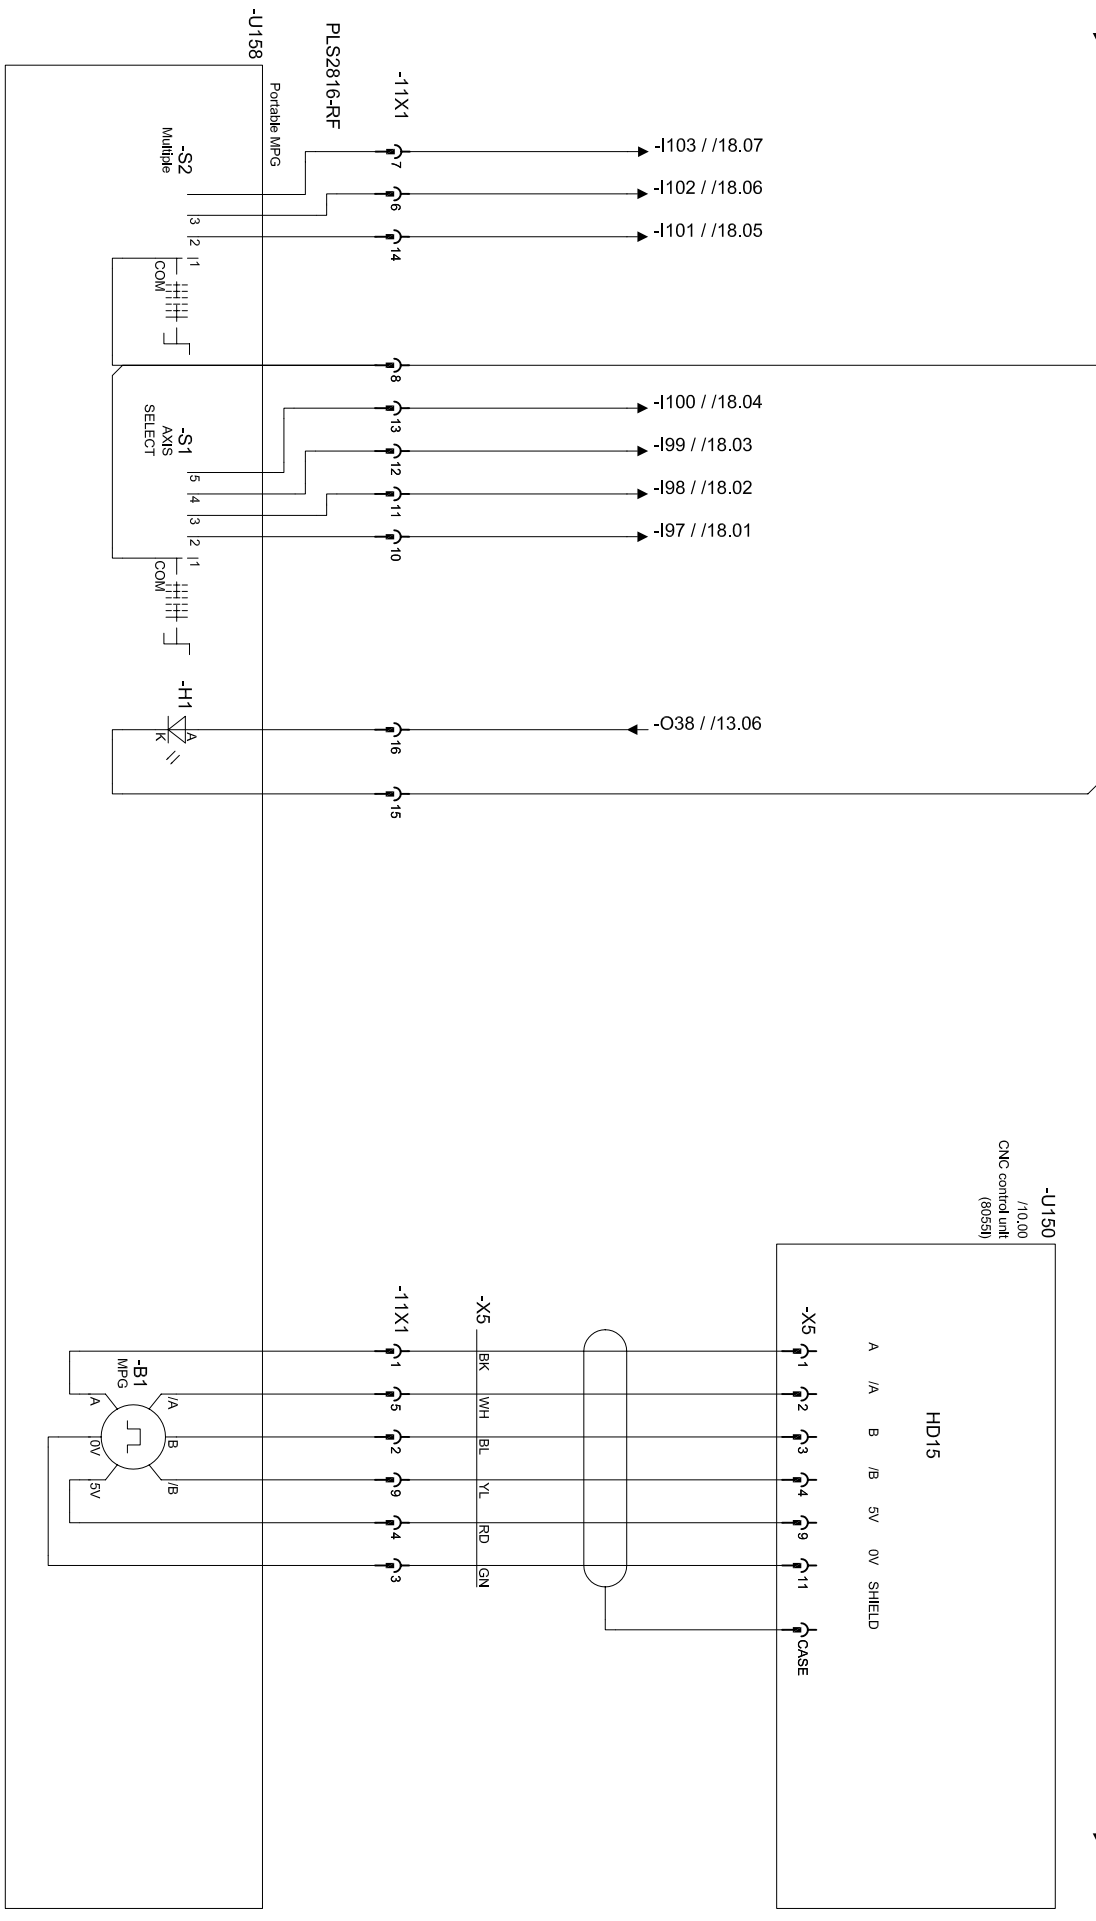 -U158
Portable MPG
PLS2816-RF
-11X1
-S2
Multiple
3
2
1
COM
7
6
14
8
-I103 / /18.07
-I102 / /18.06
-I101 / /18.05
-S1
AXIS
SELECT
5
4
3
2
1
COM
13
12
11
10
-I100 / /18.04
-I99 / /18.03
-I98 / /18.02
-I97 / /18.01
-H1
A
K
16
15
-O38 / /13.06
-U150
/10.00
CNC control unit
(8055I)
HD15
A
/A
B
/B
5V
0V
SHIELD
-X5
1
2
3
4
9
11
CASE
-X5
BK
WH
BL
YL
RD
GN
-11X1
1
5
2
9
4
3
-B1
MPG
/A
B
/B
A
0V
5V